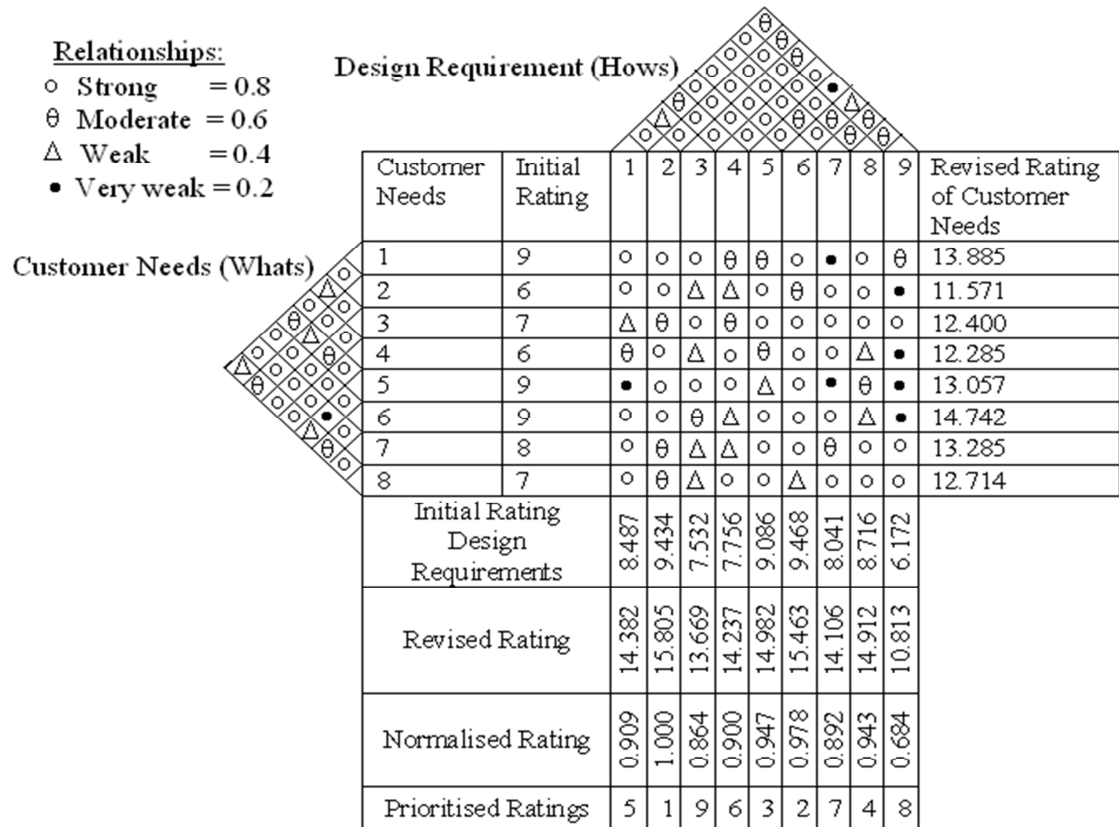 Relationships:
○ Strong = 0.8
θ Moderate = 0.6
Δ Weak = 0.4
● Very weak = 0.2
Design Requirement (Hows)
Customer Needs (Whats)
Customer Needs Initial Rating 1 2 3 4 5 6 7 8 9 Revised Rating of Customer Needs
1 9 ○ ○ ○ θ θ ○ ● ○ θ 13.885
2 6 ○ ○ Δ Δ ○ θ ○ ○ ● 11.571
3 7 Δ θ ○ θ ○ ○ ○ ○ ○ 12.400
4 6 θ ○ Δ ○ θ ○ ○ Δ ● 12.285
5 9 ● ○ ○ ○ Δ ○ ● θ ● 13.057
6 9 ○ ○ θ Δ ○ ○ ○ Δ ● 14.742
7 8 ○ θ Δ Δ ○ ○ θ ○ ○ 13.285
8 7 ○ θ Δ ○ ○ Δ ○ ○ ○ 12.714
Initial Rating Design Requirements 8.487 9.434 7.532 7.756 9.086 9.468 8.041 8.716 6.172
Revised Rating 14.382 15.805 13.669 14.237 14.982 15.463 14.106 14.912 10.813
Normalised Rating 0.909 1.000 0.864 0.900 0.947 0.978 0.892 0.943 0.684
Prioritised Ratings 5 1 9 6 3 2 7 4 8